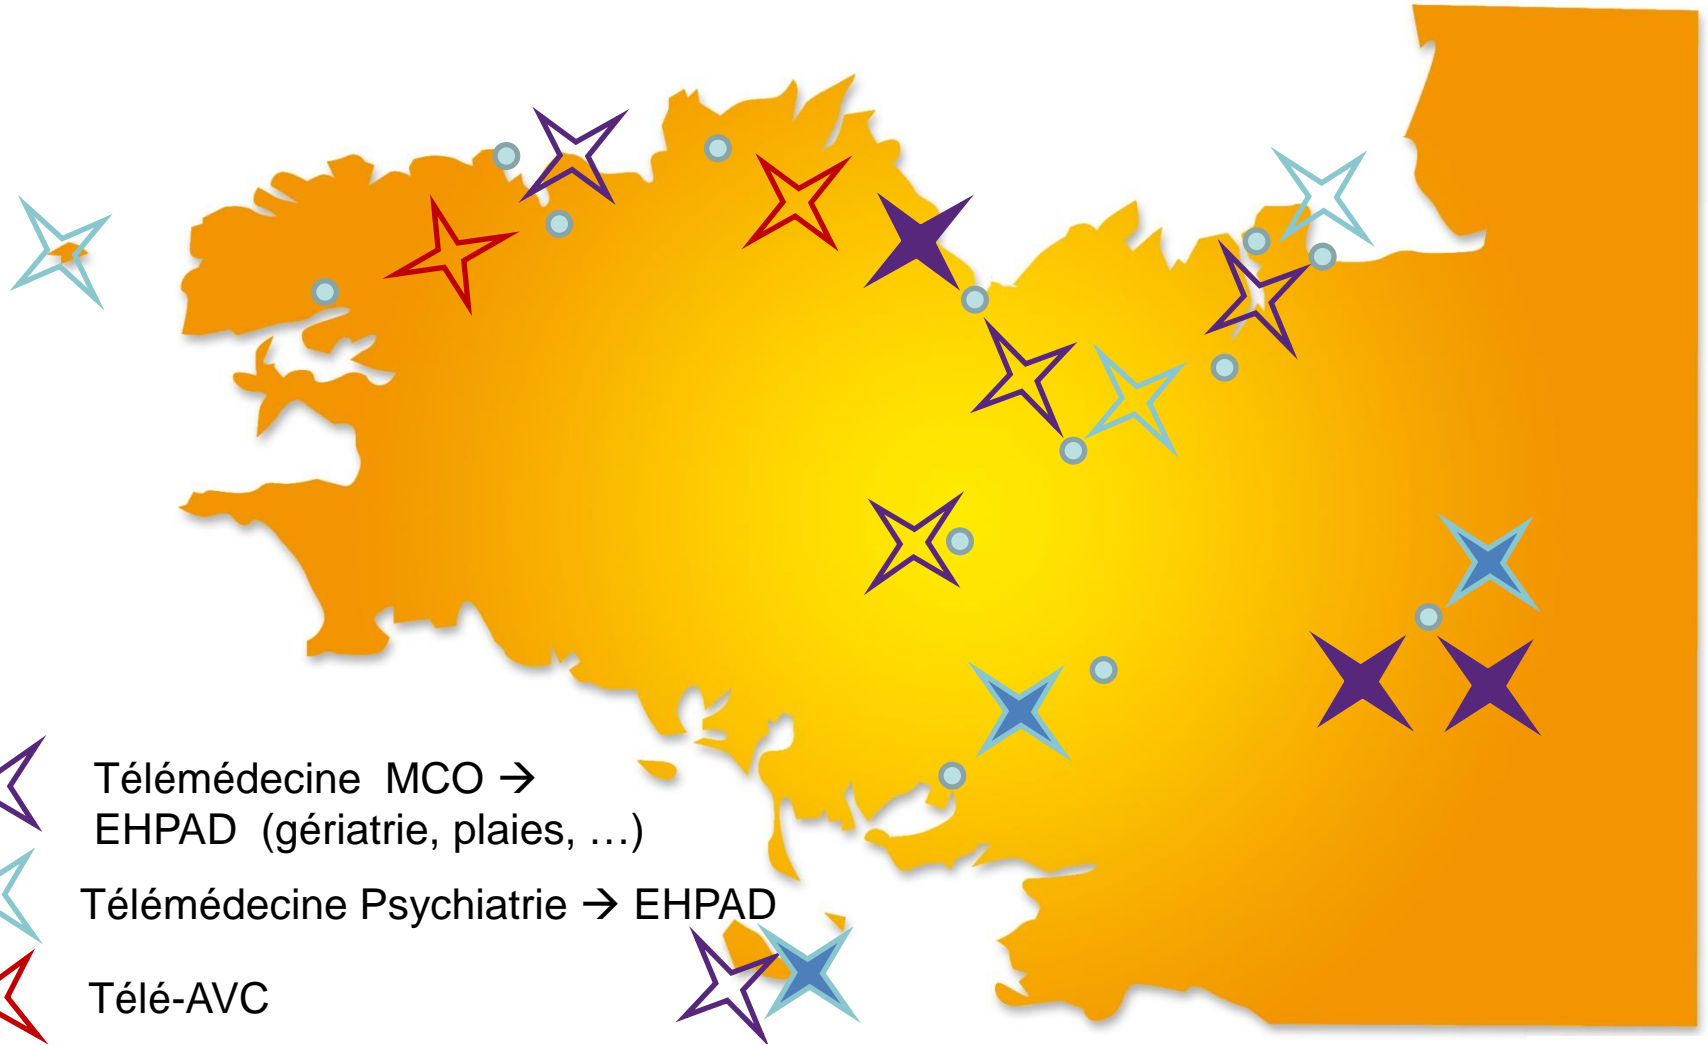 Télémédecine MCO →
EHPAD (gériatrie, plaies, …)
Télémédecine Psychiatrie → EHPAD
Télé-AVC